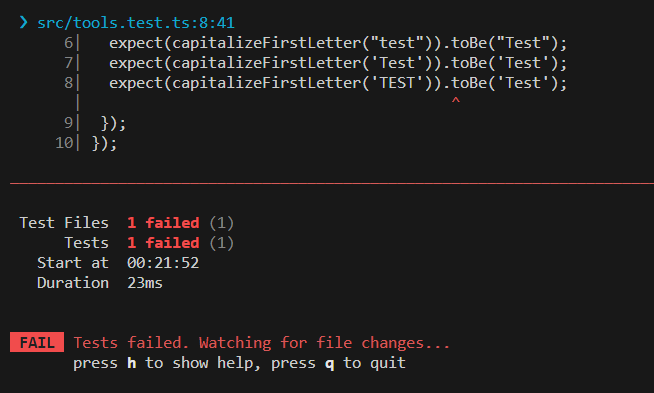 ❯ src/tools.test.ts:8:41
6| expect(capitalizeFirstLetter("test")).toBe("Test");
7| expect(capitalizeFirstLetter('Test')).toBe('Test');
8| expect(capitalizeFirstLetter('TEST')).toBe('Test');
| ^
9| });
10| });
Test Files 1 failed (1)
Tests 1 failed (1)
Start at 00:21:52
Duration 23ms
FAIL Tests failed. Watching for file changes...
press h to show help, press q to quit